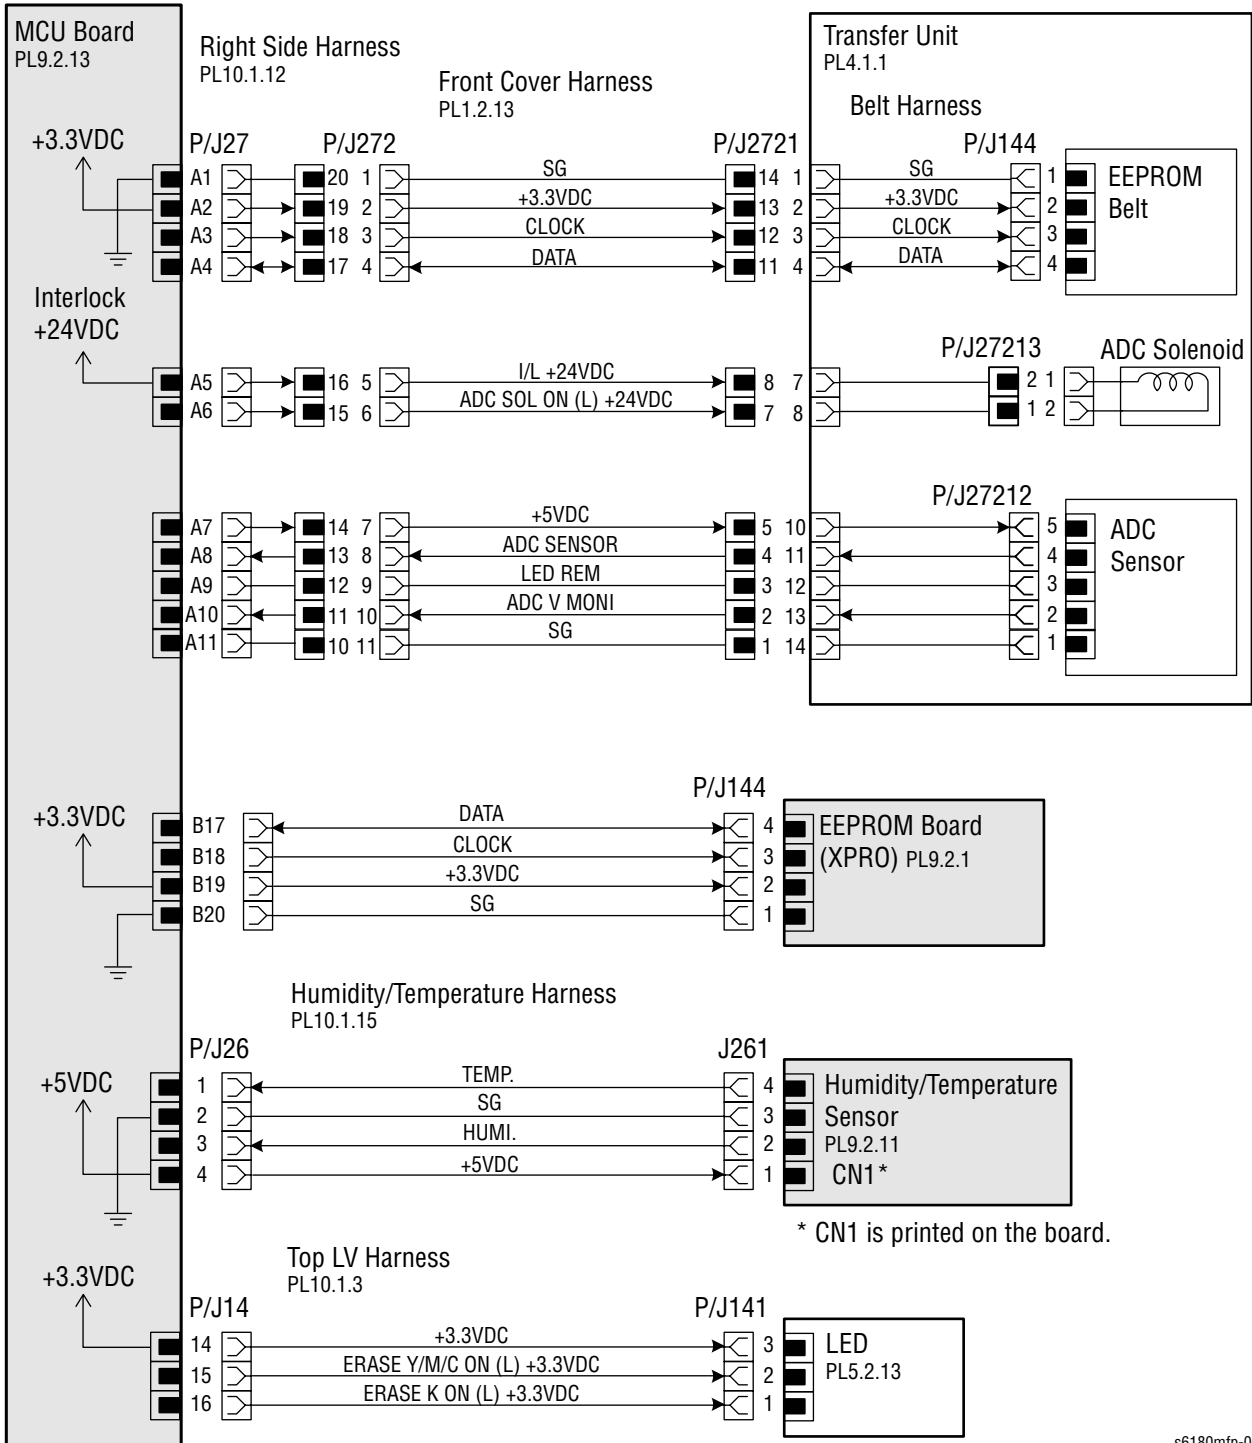 MCU Board
PL9.2.13
Right Side Harness
PL10.1.12
Front Cover Harness
PL1.2.13
Transfer Unit
PL4.1.1
Belt Harness
+3.3VDC
P/J27
P/J272
P/J2721
P/J144
A1 20 1 SG 14 1 SG 1 EEPROM
A2 19 2 +3.3VDC 13 2 +3.3VDC 2 Belt
A3 18 3 CLOCK 12 3 CLOCK 3
A4 17 4 DATA 11 4 DATA 4
Interlock
+24VDC
P/J27213
ADC Solenoid
A5 16 5 I/L +24VDC 8 7 2 1
A6 15 6 ADC SOL ON (L) +24VDC 7 8 1 2
P/J27212
A7 14 7 +5VDC 5 10 5 ADC
A8 13 8 ADC SENSOR 4 11 4 Sensor
A9 12 9 LED REM 3 12 3
A10 11 10 ADC V MONI 2 13 2
A11 10 11 SG 1 14 1
P/J144
+3.3VDC
B17 DATA 4 EEPROM Board
B18 CLOCK 3 (XPRO) PL9.2.1
B19 +3.3VDC 2
B20 SG 1
Humidity/Temperature Harness
PL10.1.15
P/J26
J261
+5VDC
1 TEMP. 4 Humidity/Temperature
2 SG 3 Sensor
3 HUMI. 2 PL9.2.11
4 +5VDC 1 CN1*
* CN1 is printed on the board.
Top LV Harness
PL10.1.3
+3.3VDC
P/J14
P/J141
14 +3.3VDC 3 LED
15 ERASE Y/M/C ON (L) +3.3VDC 2 PL5.2.13
16 ERASE K ON (L) +3.3VDC 1